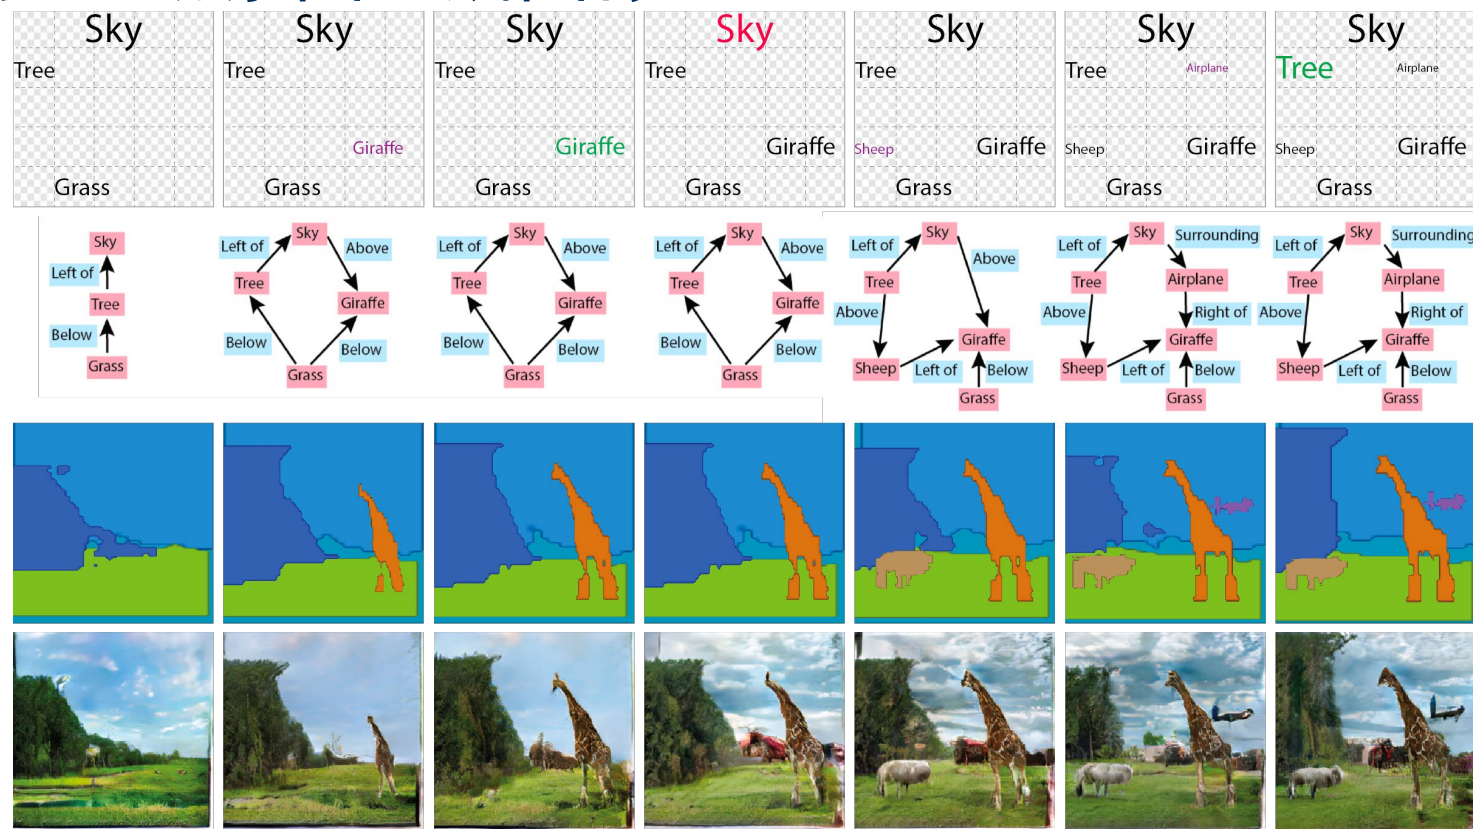 Sky
Tree
Grass
Sky
Tree
Giraffe
Grass
Sky
Tree
Giraffe
Grass
Sky
Tree
Giraffe
Grass
Sky
Tree
Sheep
Giraffe
Grass
Sky
Tree
Airplane
Sheep
Giraffe
Grass
Sky
Tree
Airplane
Sheep
Giraffe
Grass
Sky
Left of
Tree
Below
Grass
Sky
Left of
Above
Tree
Giraffe
Below
Below
Grass
Sky
Left of
Above
Tree
Giraffe
Below
Below
Grass
Sky
Left of
Above
Tree
Giraffe
Below
Below
Grass
Sky
Left of
Above
Tree
Above
Giraffe
Sheep
Left of
Below
Grass
Sky
Surrounding
Left of
Tree
Airplane
Above
Right of
Giraffe
Sheep
Left of
Below
Grass
Sky
Surrounding
Left of
Tree
Airplane
Above
Right of
Giraffe
Sheep
Left of
Below
Grass